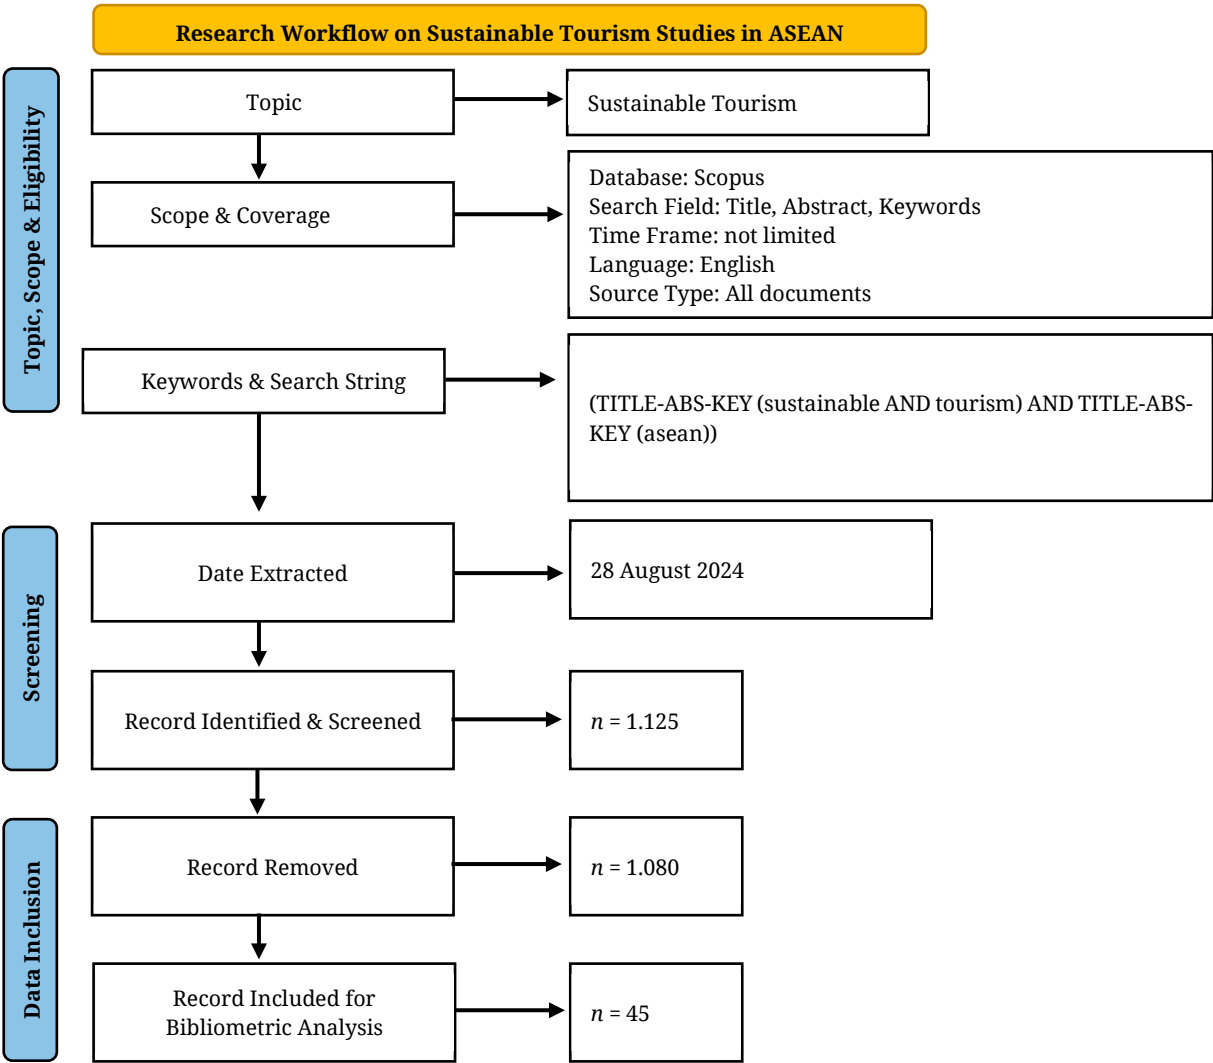 Research Workflow on Sustainable Tourism Studies in ASEAN
Topic, Scope & Eligibility
Topic
Sustainable Tourism
Scope & Coverage
Database: Scopus
Search Field: Title, Abstract, Keywords
Time Frame: not limited
Language: English
Source Type: All documents
Keywords & Search String
(TITLE-ABS-KEY (sustainable AND tourism) AND TITLE-ABS-
KEY (asean))
Screening
Date Extracted
28 August 2024
Record Identified & Screened
n = 1.125
Data Inclusion
Record Removed
n = 1.080
Record Included for
Bibliometric Analysis
n = 45